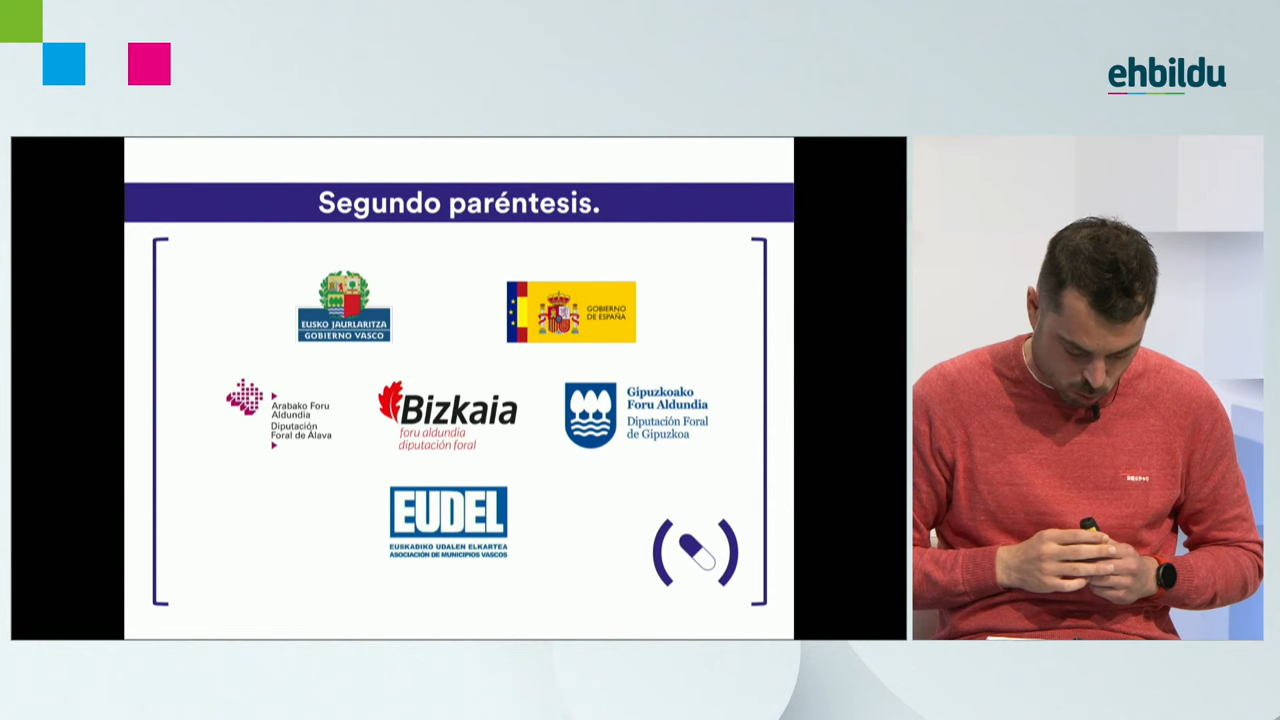 ehbildu
Segundo paréntesis.
EUSKO JAURLARITZA
GOBIERNO VASCO
GOBIERNO
DE ESPAÑA
Arabako Foru
Aldundia
Diputación
Foral de Álava
Bizkaia
foru aldundia
diputación foral
Gipuzkoako
Foru Aldundia
Diputación Foral
de Gipuzkoa
EUDEL
EUSKADIKO UDALEN ELKARTEA
ASOCIACIÓN DE MUNICIPIOS VASCOS